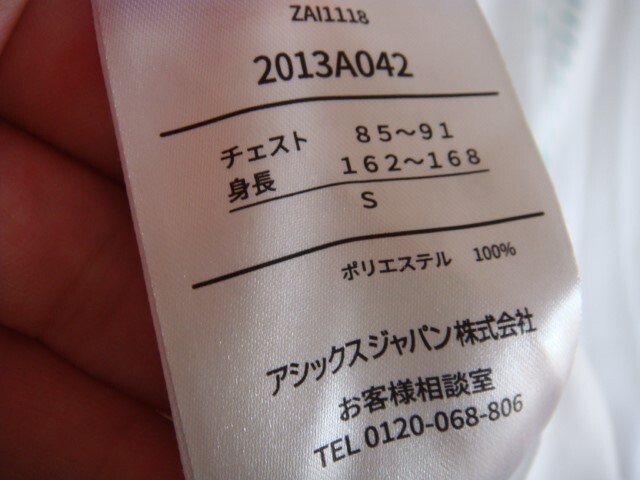 ZAI1118
2013A042
チェスト 85～91
身長 162～168
S
ポリエステル 100%
アシックスジャパン株式会社
お客様相談室
TEL 0120-068-806